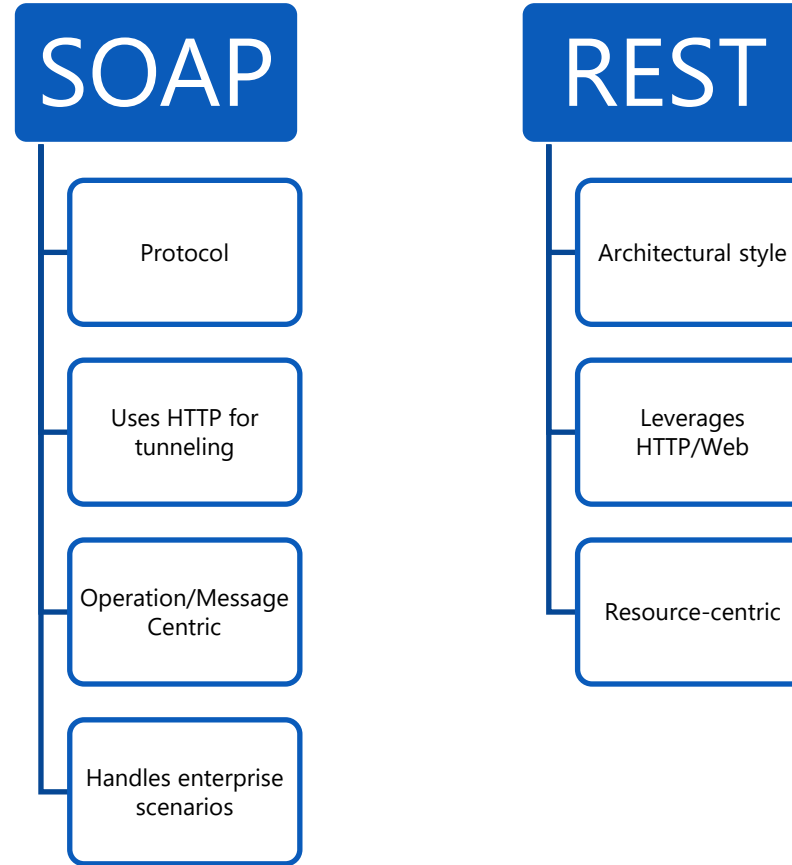 SOAP
Protocol
Uses HTTP for
tunneling
Operation/Message
Centric
Handles enterprise
scenarios
REST
Architectural style
Leverages
HTTP/Web
Resource-centric